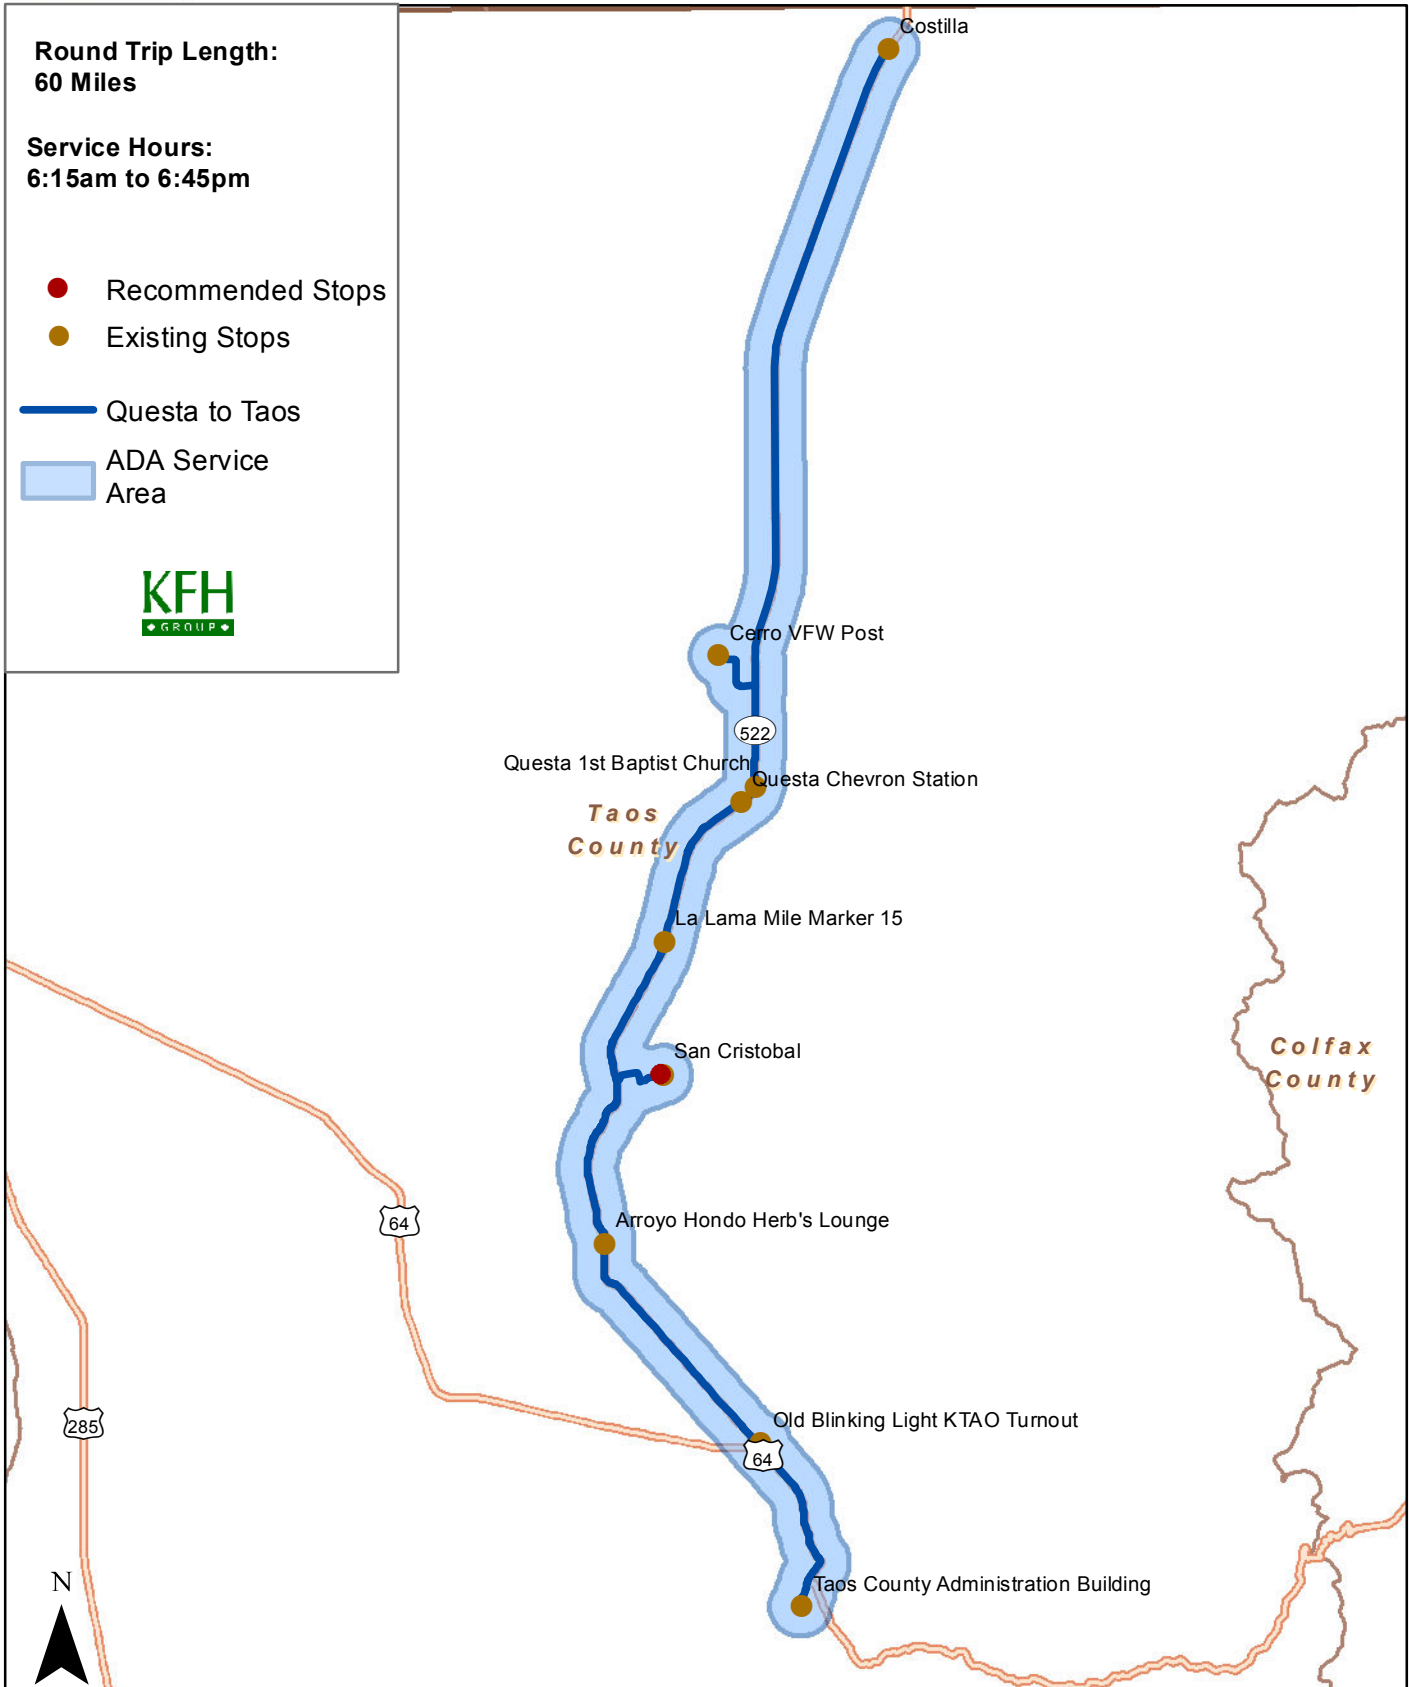 Costilla
Round Trip Length:
60 Miles
Service Hours:
6:15am to 6:45pm
Recommended Stops
Existing Stops
Questa to Taos
ADA Service
Area
KFH
GROUP
Cerro VFW Post
522
Questa 1st Baptist Church
Questa Chevron Station
Taos
County
La Lama Mile Marker 15
San Cristobal
Colfax
County
Arroyo Hondo Herb's Lounge
64
285
Old Blinking Light KTAO Turnout
64
Taos County Administration Building
N